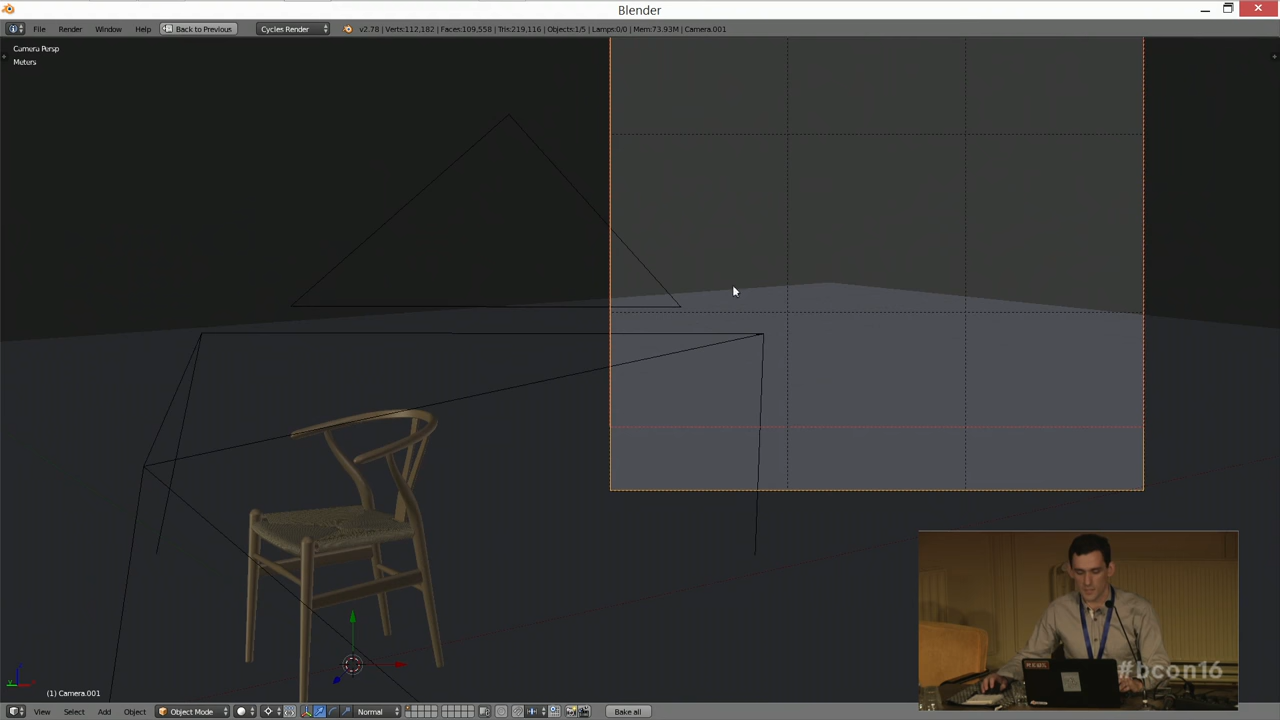 Blender
File Render Window Help Back to Previous Cycles Render v2.78 | Verts:112,182 | Faces:109,558 | Tris:219,116 | Objects:1/5 | Lamps:0/0 | Mem:73.93M | Camera.001
Camera Persp
Meters
#bcon16
(1) Camera.001
View Select Add Object Object Mode Normal Bake all